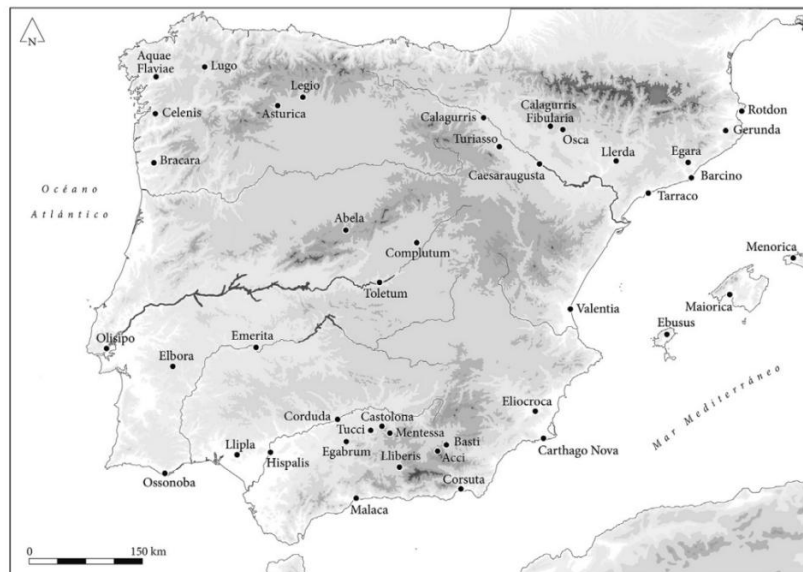 N
Aquae
Flaviae
Lugo
Legio
Asturica
Celenis
Bracara
Calagurris
Calagurris
Fibularia
Osca
Turiasso
Caesaraugusta
Llerda
Rotdon
Gerunda
Egara
Barcino
Tarraco
Océano
Atlántico
Abela
Complutum
Toletum
Menorica
Maiorica
Ebusus
Valentia
Olisipo
Elbora
Emerita
Mar Mediterráneo
Eliocroca
Corduda
Castolona
Tucci
Mentessa
Egabrum
Basti
Acci
Lliberis
Carthago Nova
Llipla
Hispalis
Ossonoba
Corsuta
Malaca
0 150 km